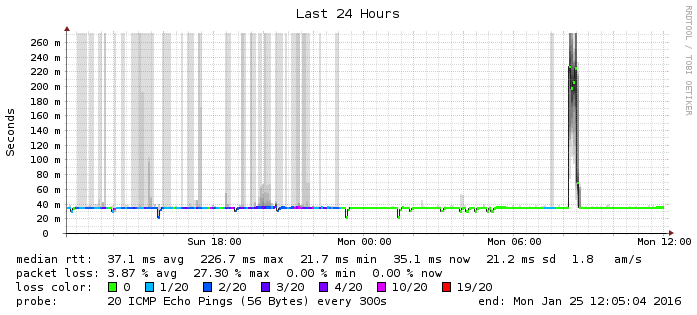 Last 24 Hours
RRDTOOL / TOBI OETIKER
Seconds
260 m
240 m
220 m
200 m
180 m
160 m
140 m
120 m
100 m
80 m
60 m
40 m
20 m
0
Sun 18:00 Mon 00:00 Mon 06:00 Mon 12:00
median rtt: 37.1 ms avg 226.7 ms max 21.7 ms min 35.1 ms now 21.2 ms sd 1.8 am/s
packet loss: 3.87 % avg 27.30 % max 0.00 % min 0.00 % now
loss color: 0 1/20 2/20 3/20 4/20 10/20 19/20
probe: 20 ICMP Echo Pings (56 Bytes) every 300s end: Mon Jan 25 12:05:04 2016